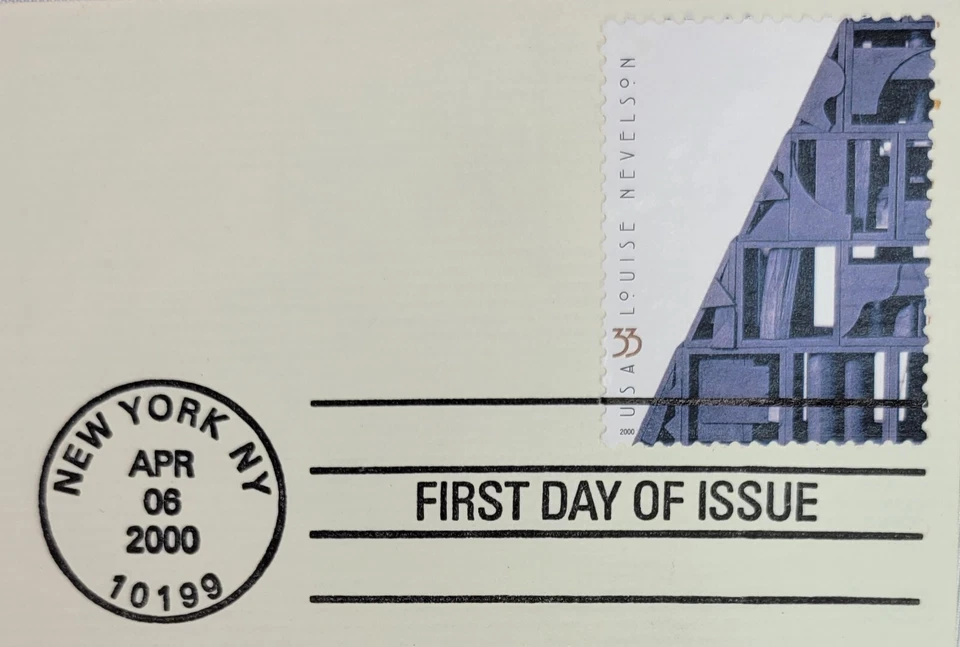 LOUISE NEVELSON
33
USA
2000
NEW YORK NY
APR
06
2000
10199
FIRST DAY OF ISSUE